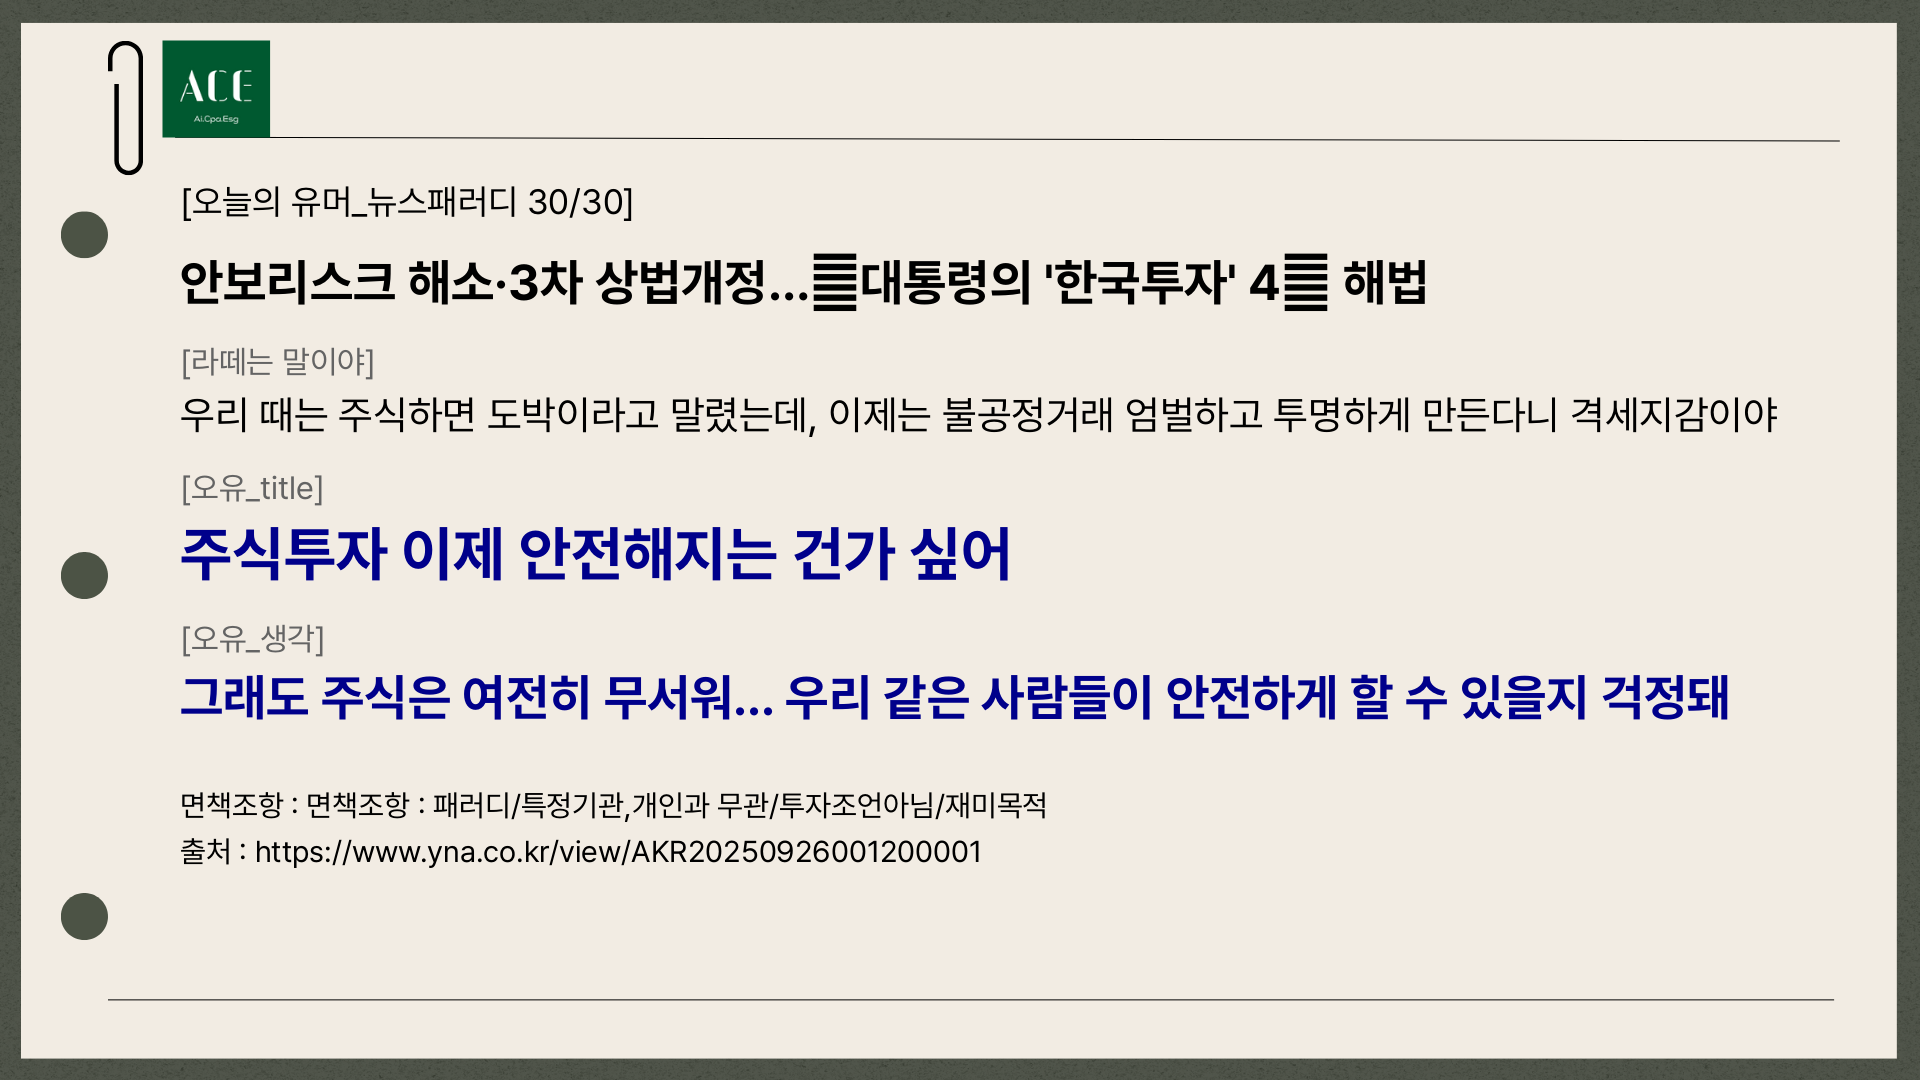 ACE
Ai.Cpa.Esg
[오늘의 유머_뉴스패러디 30/30]
안보리스크 해소·3차 상법개정...䷀대통령의 '한국투자' 4䷀ 해법
[라떼는 말이야]
우리 때는 주식하면 도박이라고 말렸는데, 이제는 불공정거래 엄벌하고 투명하게 만든다니 격세지감이야
[오유_title]
주식투자 이제 안전해지는 건가 싶어
[오유_생각]
그래도 주식은 여전히 무서워... 우리 같은 사람들이 안전하게 할 수 있을지 걱정돼
면책조항 : 면책조항 : 패러디/특정기관,개인과 무관/투자조언아님/재미목적
출처 : https://www.yna.co.kr/view/AKR20250926001200001